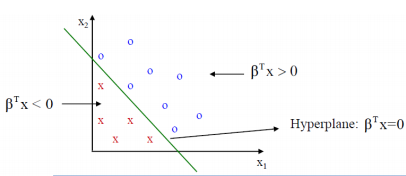 x₂
o
o
βᵀx > 0
o
o
x
o
βᵀx < 0
o
x x
o
o
Hyperplane: βᵀx=0
x x
x₁